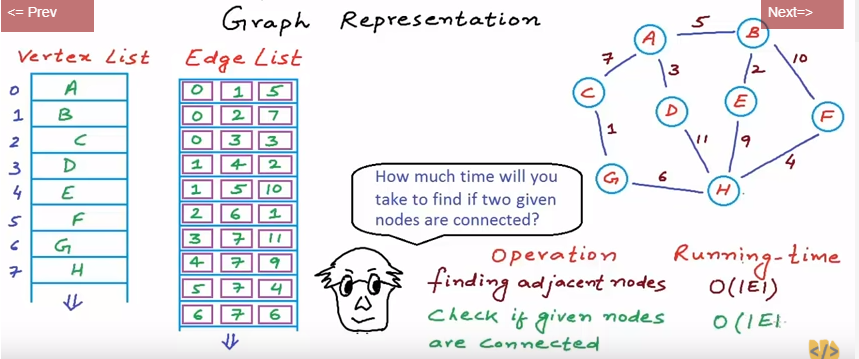 <= Prev
Graph Representation
Next=>
Vertex List
0 A
1 B
2 C
3 D
4 E
5 F
6 G
7 H
Edge List
0 1 5
0 2 7
0 3 3
1 4 2
1 5 10
2 6 1
3 7 11
4 7 9
5 7 4
6 7 6
A 5 B
7 3 2 10
C D E F
1 11 9 4
G 6 H
How much time will you
take to find if two given
nodes are connected?
Operation Running-time
finding adjacent nodes O(|E|)
Check if given nodes O(|E|
are connected
</>